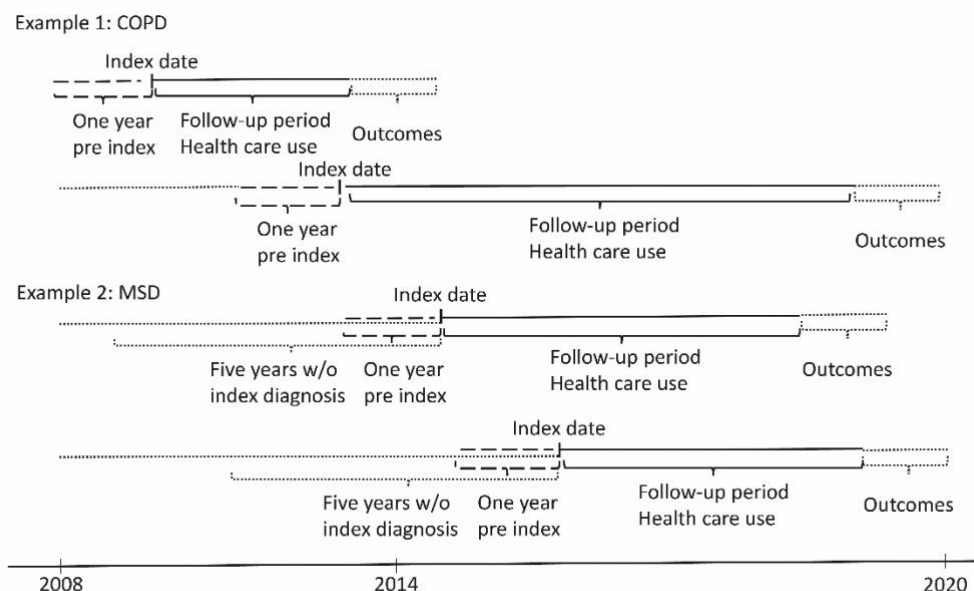 Example 1: COPD
Index date
One year
pre index
Follow-up period
Health care use
Outcomes
Index date
One year
pre index
Follow-up period
Health care use
Outcomes
Example 2: MSD
Index date
Five years w/o
index diagnosis
One year
pre index
Follow-up period
Health care use
Outcomes
Index date
Five years w/o
index diagnosis
One year
pre index
Follow-up period
Health care use
Outcomes
2008
2014
2020